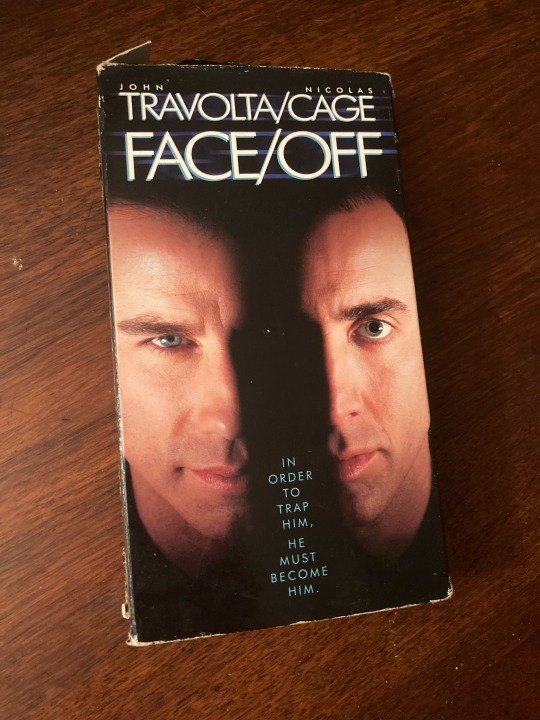 JOHN NICOLAS
TRAVOLTA/CAGE
FACE/OFF
IN
ORDER
TO
TRAP
HIM,
HE
MUST
BECOME
HIM.